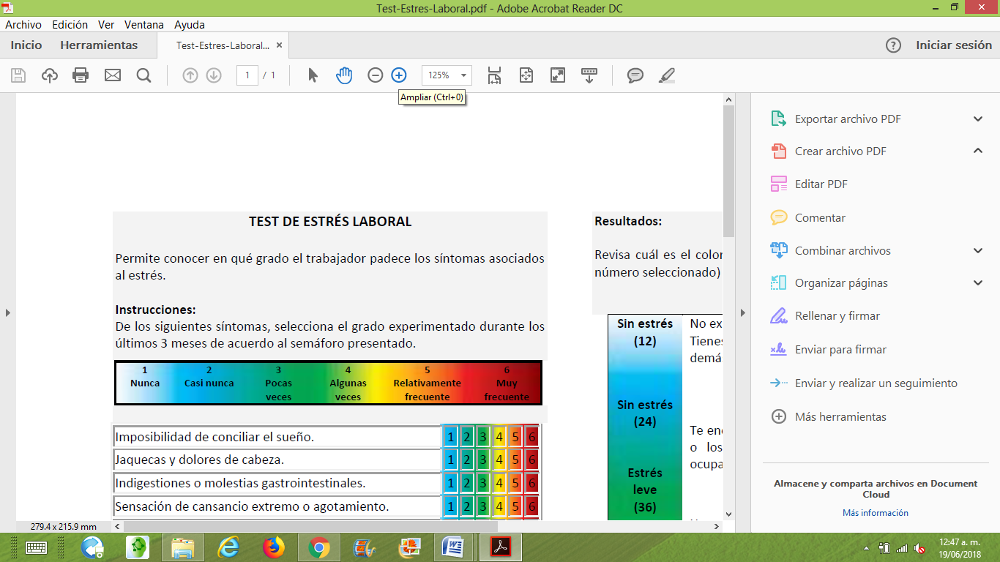 Test-Estres-Laboral.pdf - Adobe Acrobat Reader DC
Archivo Edición Ver Ventana Ayuda
Inicio Herramientas Test-Estres-Laboral... × Iniciar sesión
1 / 1 125%
Ampliar (Ctrl+0)
TEST DE ESTRÉS LABORAL
Permite conocer en qué grado el trabajador padece los síntomas asociados
al estrés.
Instrucciones:
De los siguientes síntomas, selecciona el grado experimentado durante los
últimos 3 meses de acuerdo al semáforo presentado.
1 2 3 4 5 6
Nunca Casi nunca Pocas Algunas Relativamente Muy
veces veces frecuente frecuente
Imposibilidad de conciliar el sueño. 1 2 3 4 5 6
Jaquecas y dolores de cabeza. 1 2 3 4 5 6
Indigestiones o molestias gastrointestinales. 1 2 3 4 5 6
Sensación de cansancio extremo o agotamiento. 1 2 3 4 5 6
279.4 x 215.9 mm
Resultados:
Revisa cuál es el color
número seleccionado)
Sin estrés
(12)
No ex
Tienes
demá
Sin estrés
(24)
Te en
o los
ocupa
Estrés
leve
(36)
Exportar archivo PDF
Crear archivo PDF
Editar PDF
Comentar
Combinar archivos
Organizar páginas
Rellenar y firmar
Enviar para firmar
Enviar y realizar un seguimiento
Más herramientas
Almacene y comparta archivos en Document
Cloud
Más información
12:47 a. m.
19/06/2018